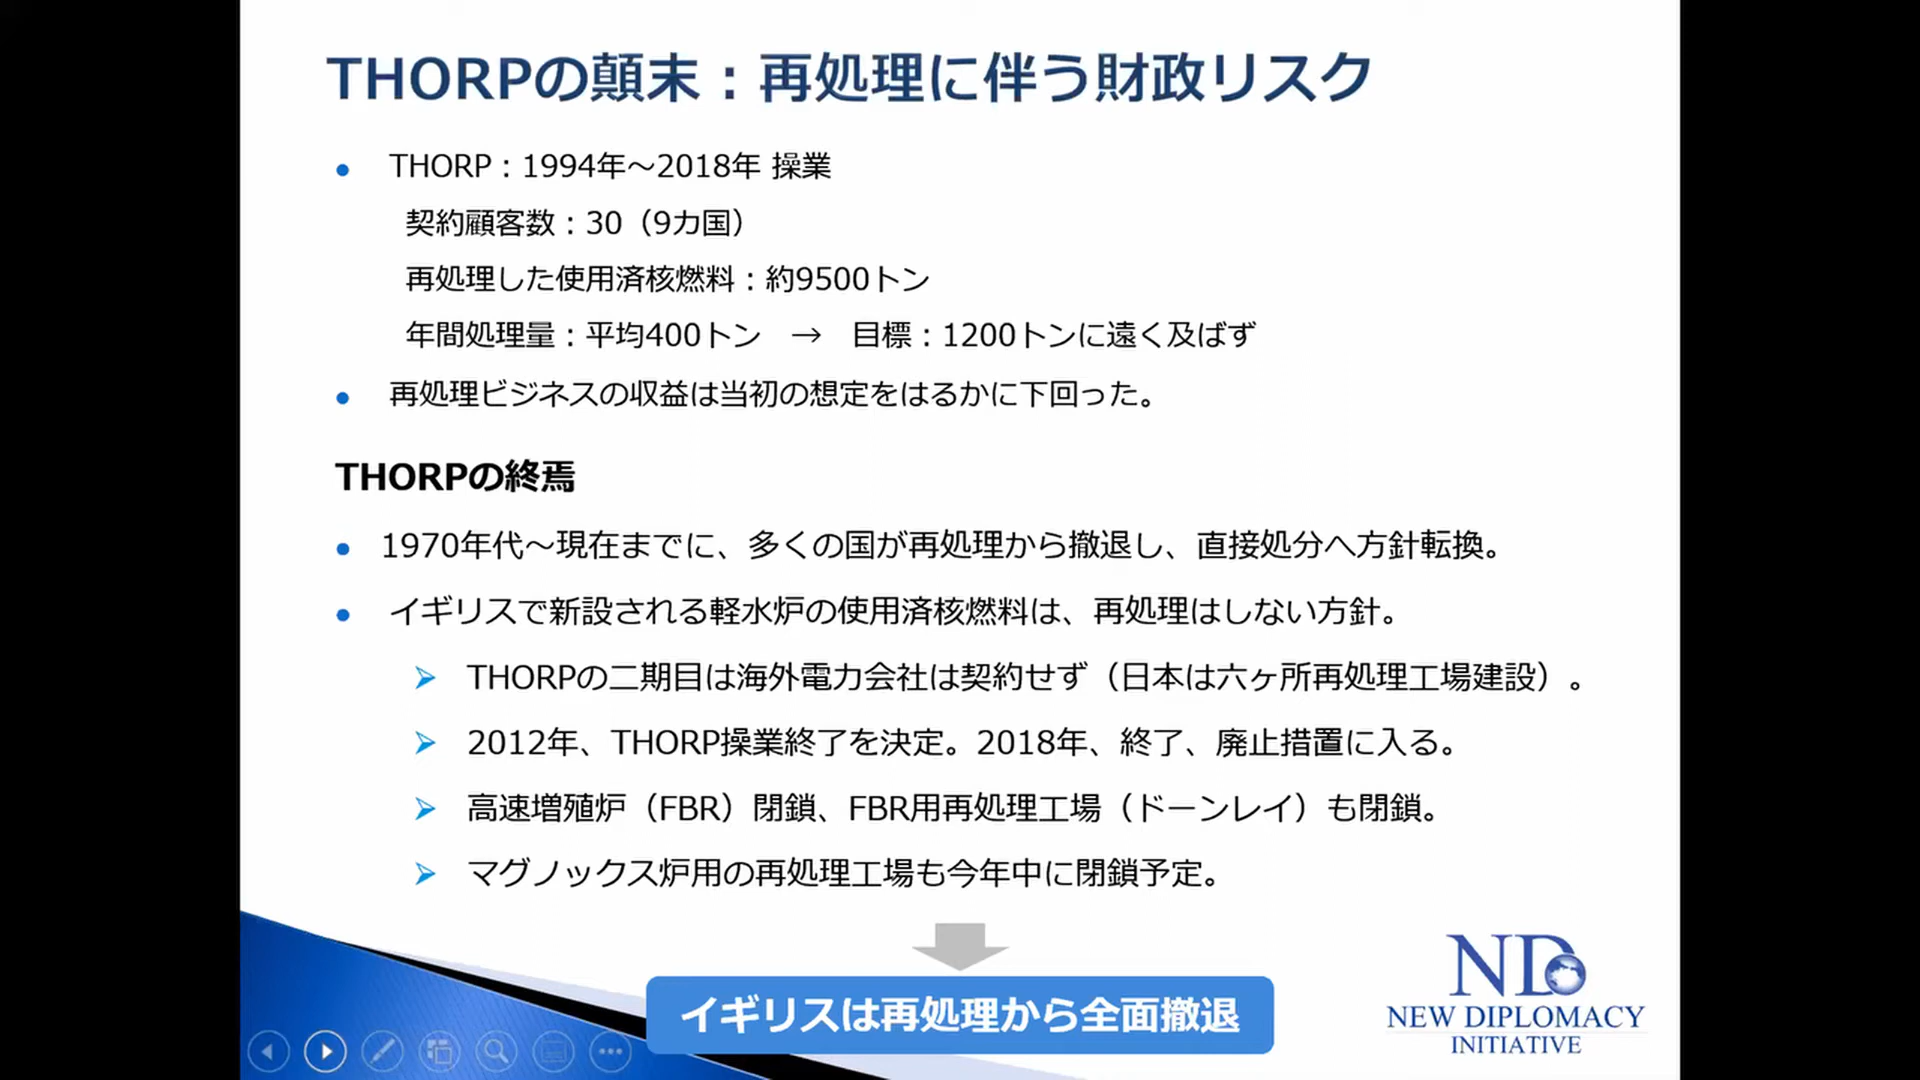 THORPの顛末：再処理に伴う財政リスク
THORP：1994年～2018年 操業
契約顧客数：30（9カ国）
再処理した使用済核燃料：約9500トン
年間処理量：平均400トン　→　目標：1200トンに遠く及ばず
再処理ビジネスの収益は当初の想定をはるかに下回った。
THORPの終焉
1970年代～現在までに、多くの国が再処理から撤退し、直接処分へ方針転換。
イギリスで新設される軽水炉の使用済核燃料は、再処理はしない方針。
THORPの二期目は海外電力会社は契約せず（日本は六ヶ所再処理工場建設）。
2012年、THORP操業終了を決定。2018年、終了、廃止措置に入る。
高速増殖炉（FBR）閉鎖、FBR用再処理工場（ドーンレイ）も閉鎖。
マグノックス炉用の再処理工場も今年中に閉鎖予定。
イギリスは再処理から全面撤退
ND
NEW DIPLOMACY
INITIATIVE